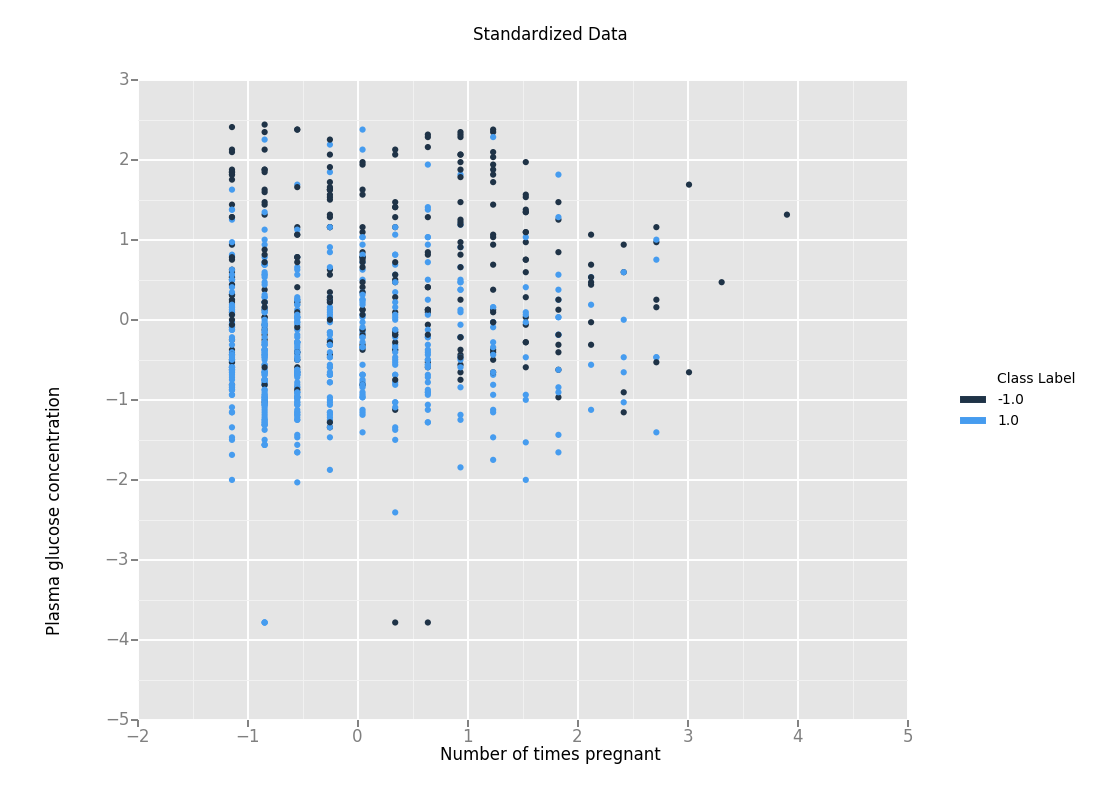 Standardized Data
3
2
1
0
−1
−2
−3
−4
−5
Plasma glucose concentration
−2 −1 0 1 2 3 4 5
Number of times pregnant
Class Label
-1.0
1.0